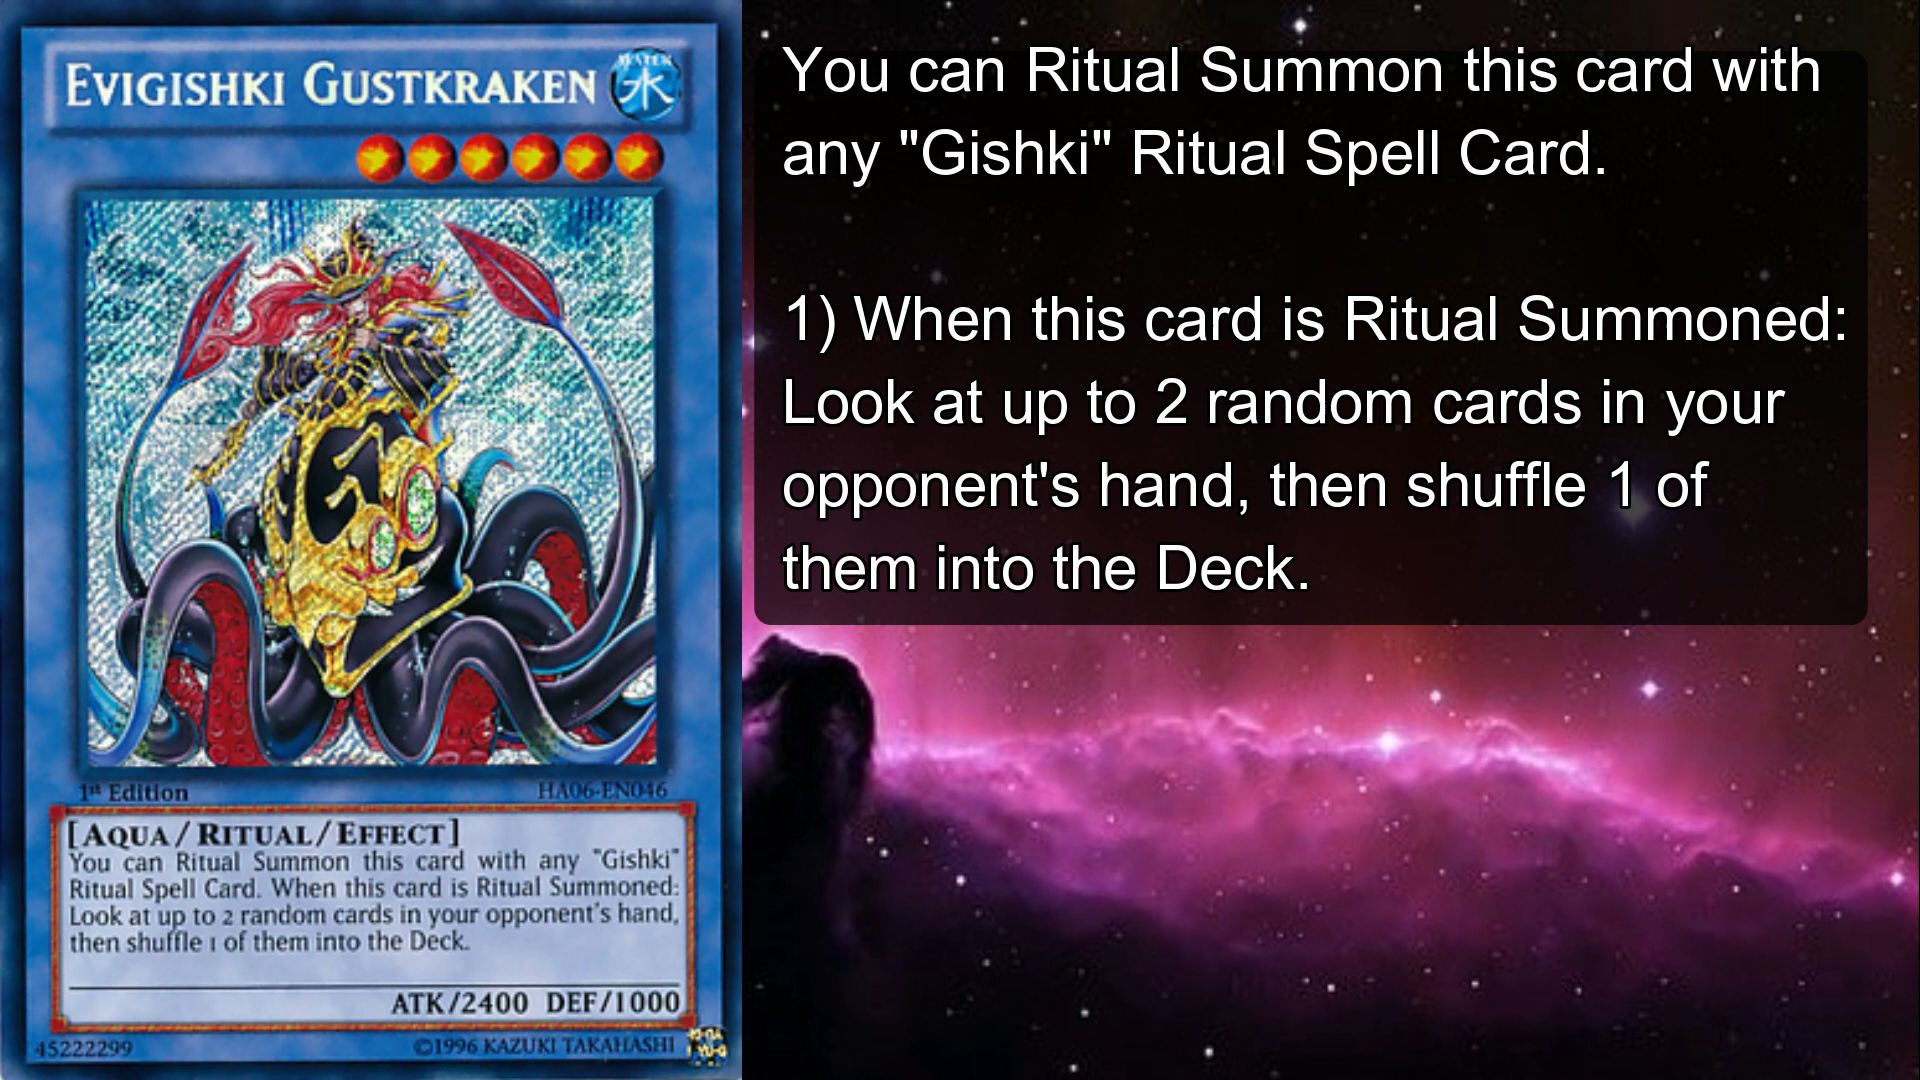 EVIGISHKI GUSTKRAKEN
WATER
水
1st Edition
HA06-EN046
[AQUA/RITUAL/EFFECT]
You can Ritual Summon this card with any "Gishki"
Ritual Spell Card. When this card is Ritual Summoned:
Look at up to 2 random cards in your opponent's hand,
then shuffle 1 of them into the Deck.
ATK/2400 DEF/1000
45222299
©1996 KAZUKI TAKAHASHI
You can Ritual Summon this card with
any "Gishki" Ritual Spell Card.
1) When this card is Ritual Summoned:
Look at up to 2 random cards in your
opponent's hand, then shuffle 1 of
them into the Deck.